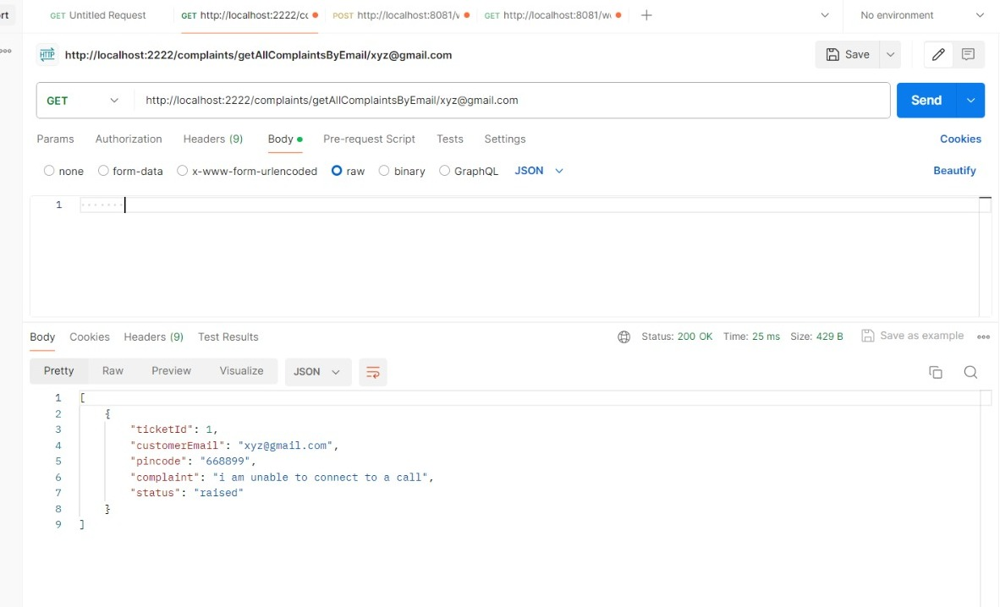 rt GET Untitled Request GET http://localhost:2222/cc POST http://localhost:8081/v GET http://localhost:8081/w No environment
HTTP http://localhost:2222/complaints/getAllComplaintsByEmail/xyz@gmail.com Save
GET http://localhost:2222/complaints/getAllComplaintsByEmail/xyz@gmail.com Send
Params Authorization Headers (9) Body Pre-request Script Tests Settings Cookies
none form-data x-www-form-urlencoded raw binary GraphQL JSON Beautify
1
Body Cookies Headers (9) Test Results Status: 200 OK Time: 25 ms Size: 429 B Save as example
Pretty Raw Preview Visualize JSON
1 [
2 {
3 "ticketId": 1,
4 "customerEmail": "xyz@gmail.com",
5 "pincode": "668899",
6 "complaint": "i am unable to connect to a call",
7 "status": "raised"
8 }
9 ]